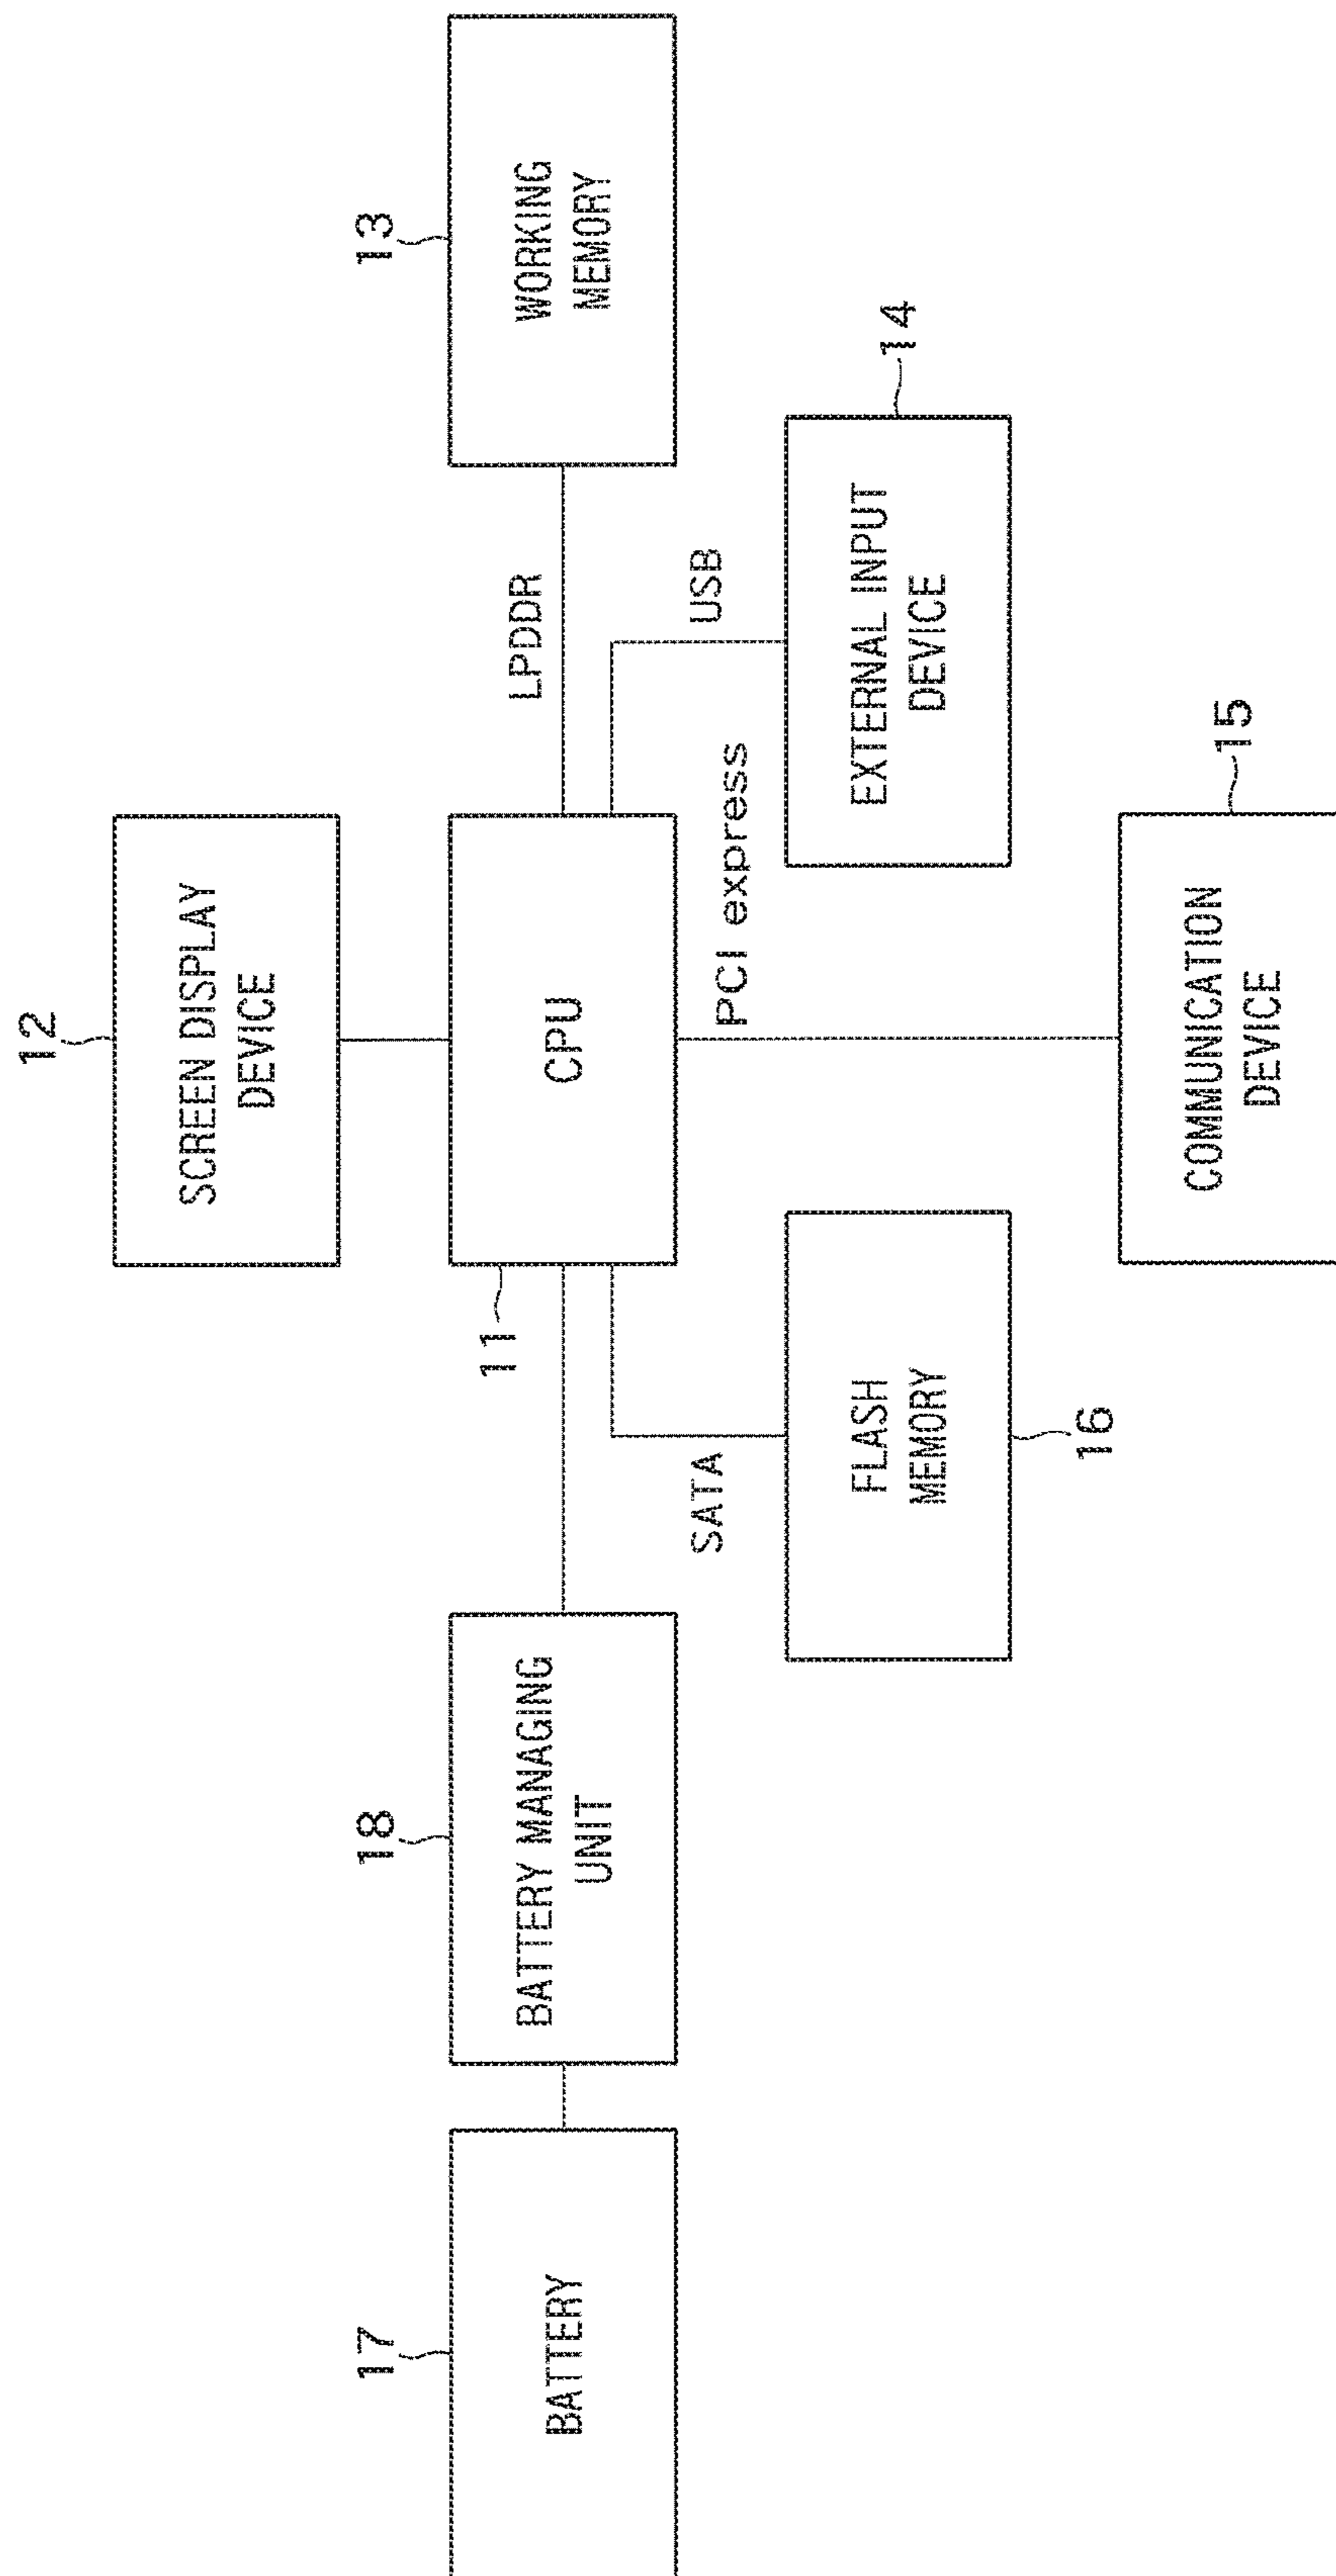 12
SCREEN DISPLAY
DEVICE
17
BATTERY
18
BATTERY MANAGING
UNIT
11
CPU
LPDDR
13
WORKING
MEMORY
SATA
PCI express
USB
FLASH
MEMORY
16
EXTERNAL INPUT
DEVICE
14
COMMUNICATION
DEVICE
15